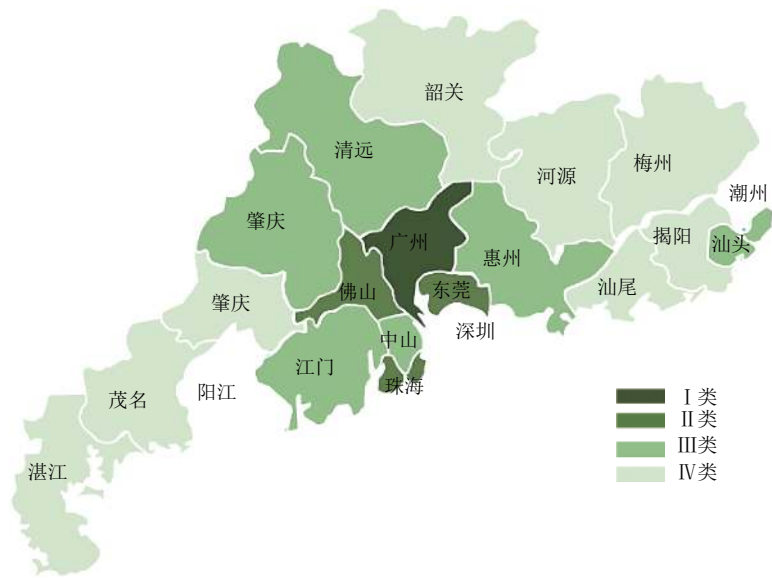 韶关
清远
梅州
河源
潮州
肇庆
广州
揭阳
汕头
惠州
佛山
东莞
汕尾
肇庆
深圳
中山
江门
珠海
阳江
茂名
湛江
Ⅰ类
Ⅱ类
Ⅲ类
Ⅳ类